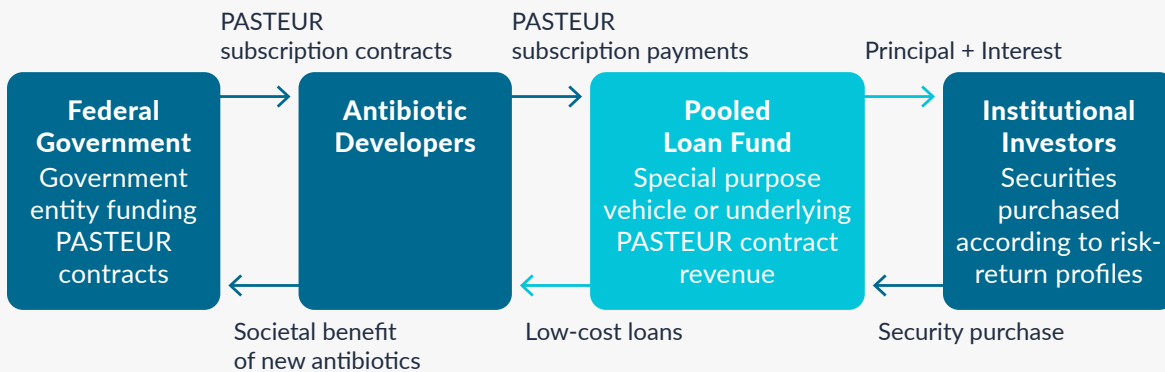 PASTEUR
subscription contracts
PASTEUR
subscription payments
Principal + Interest
Federal
Government
Government
entity funding
PASTEUR
contracts
Antibiotic
Developers
Pooled
Loan Fund
Special purpose
vehicle or underlying
PASTEUR contract
revenue
Institutional
Investors
Securities
purchased
according to risk-
return profiles
Societal benefit
of new antibiotics
Low-cost loans
Security purchase